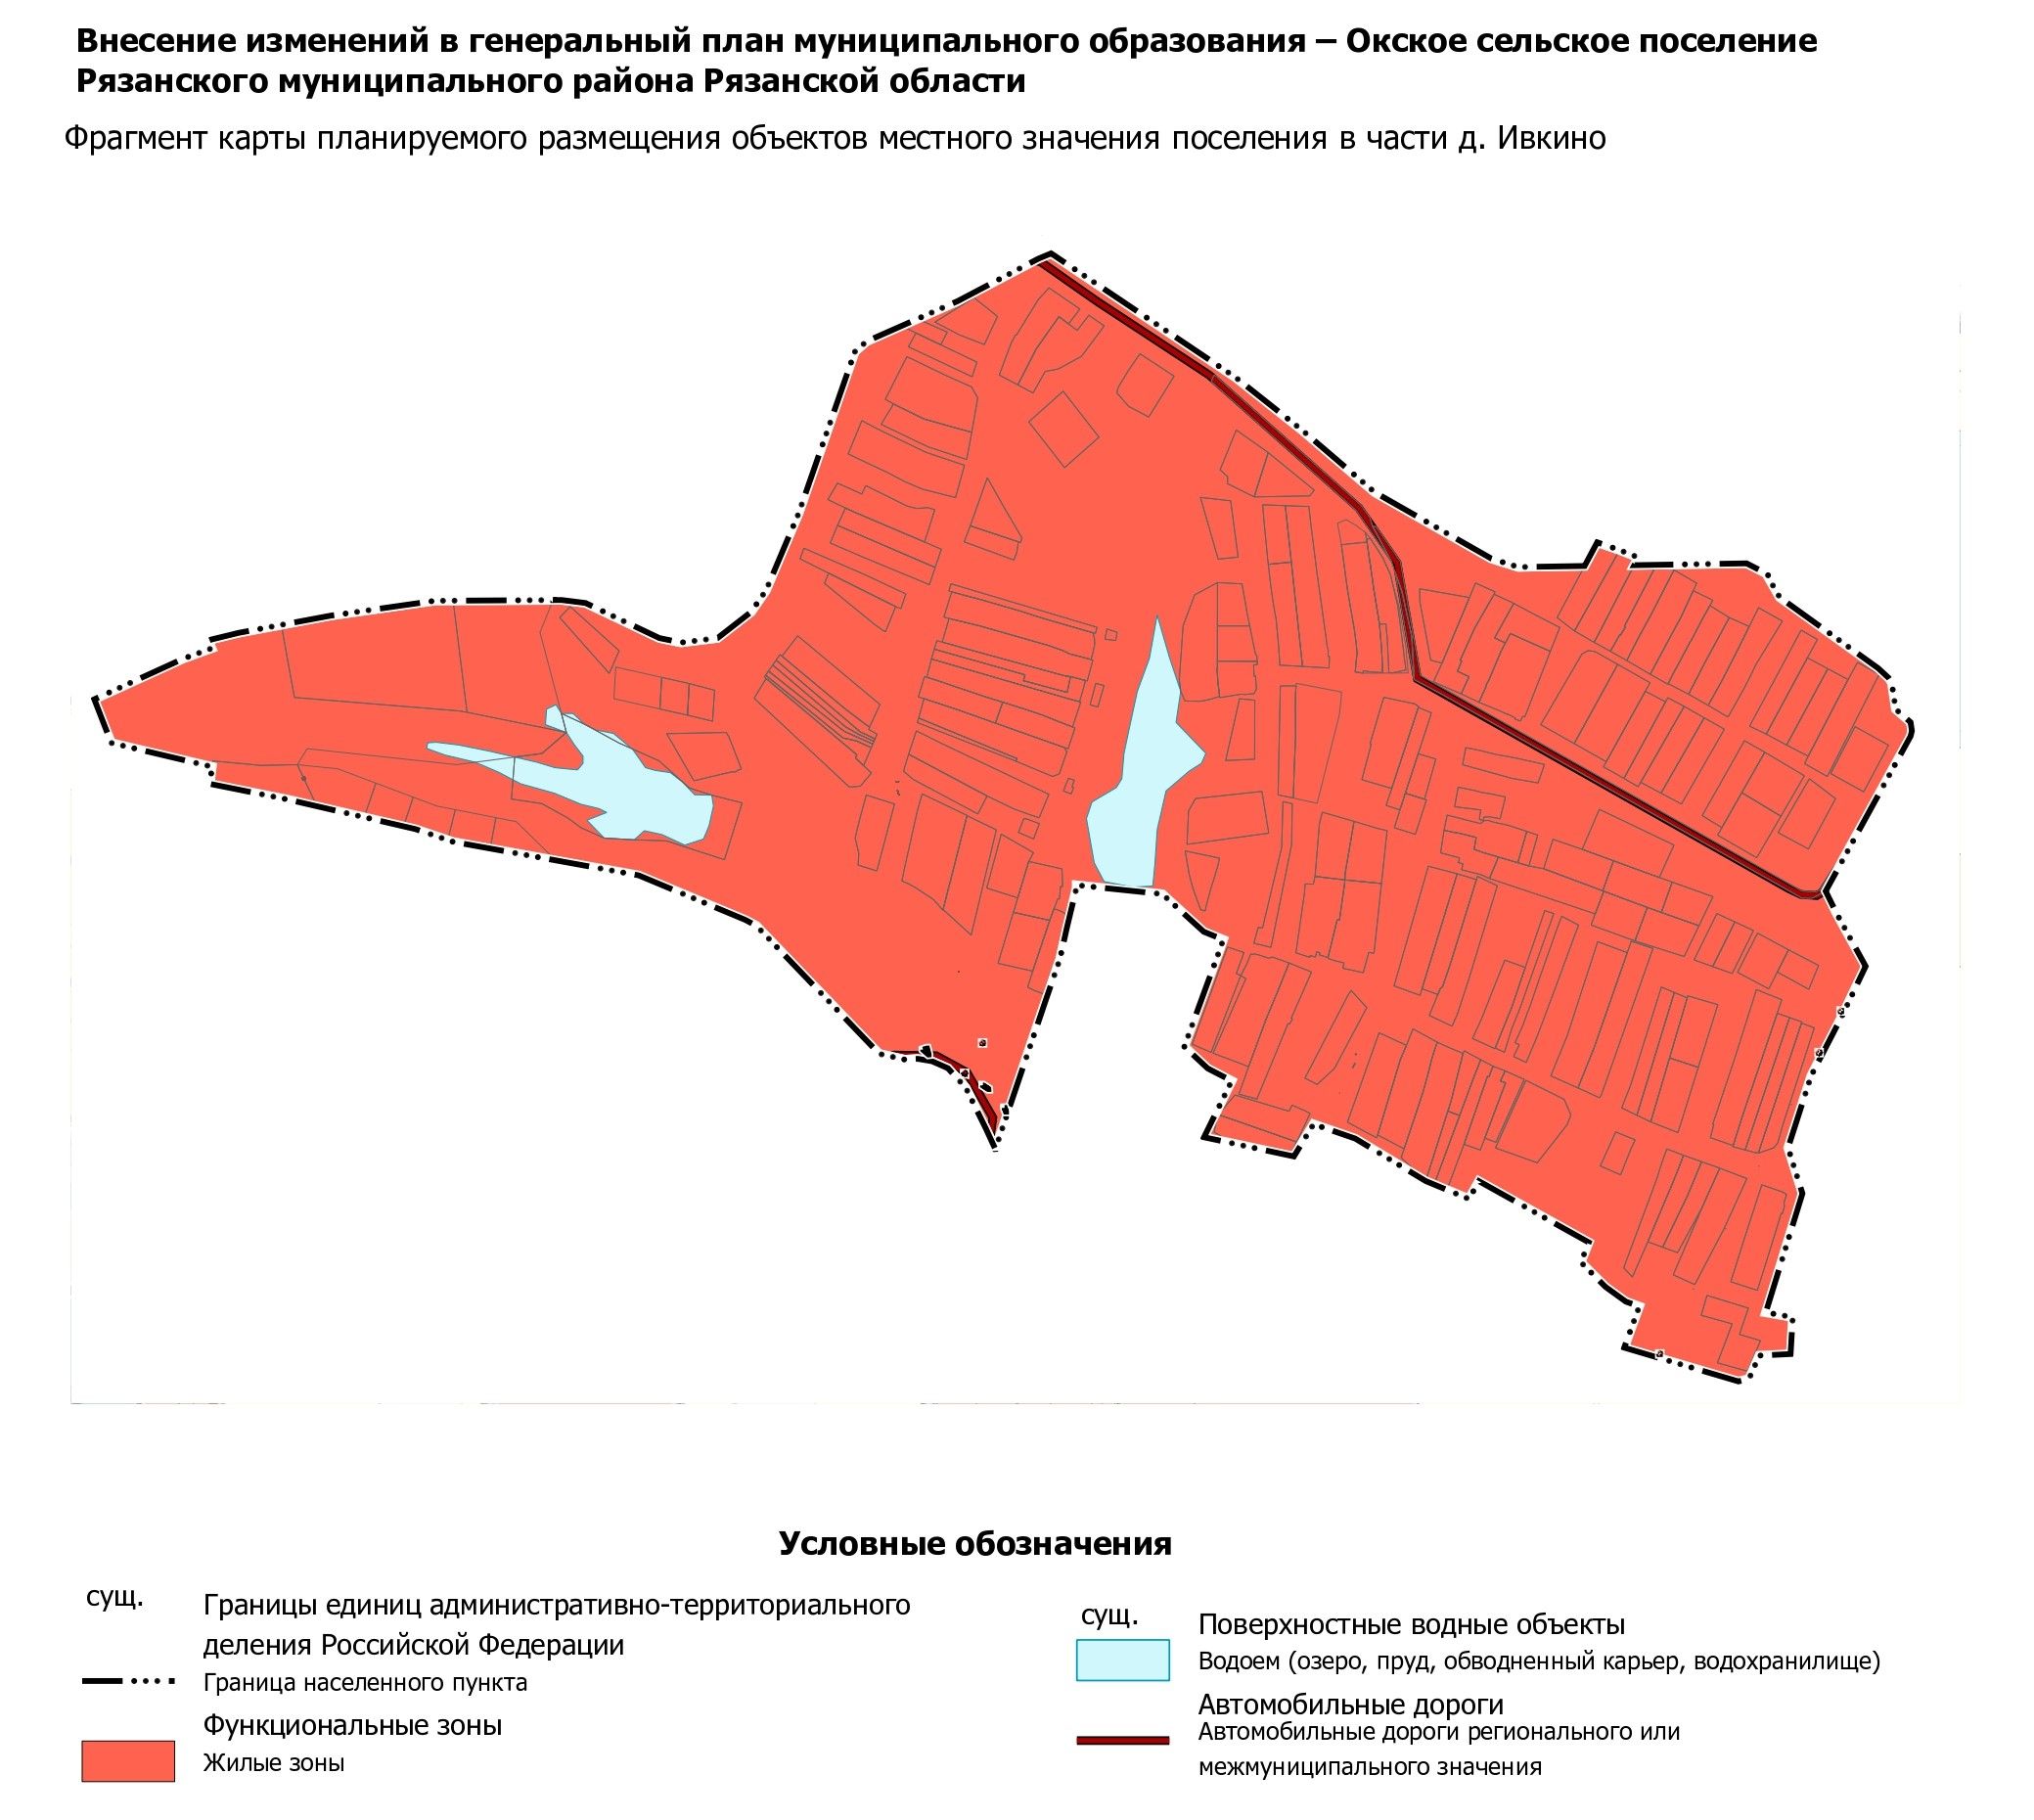 Внесение изменений в генеральный план муниципального образования – Окское сельское поселение
Рязанского муниципального района Рязанской области
Фрагмент карты планируемого размещения объектов местного значения поселения в части д. Ивкино
Условные обозначения
сущ.
Границы единиц административно-территориального
деления Российской Федерации
Граница населенного пункта
Функциональные зоны
Жилые зоны
сущ.
Поверхностные водные объекты
Водоем (озеро, пруд, обводненный карьер, водохранилище)
Автомобильные дороги
Автомобильные дороги регионального или
межмуниципального значения